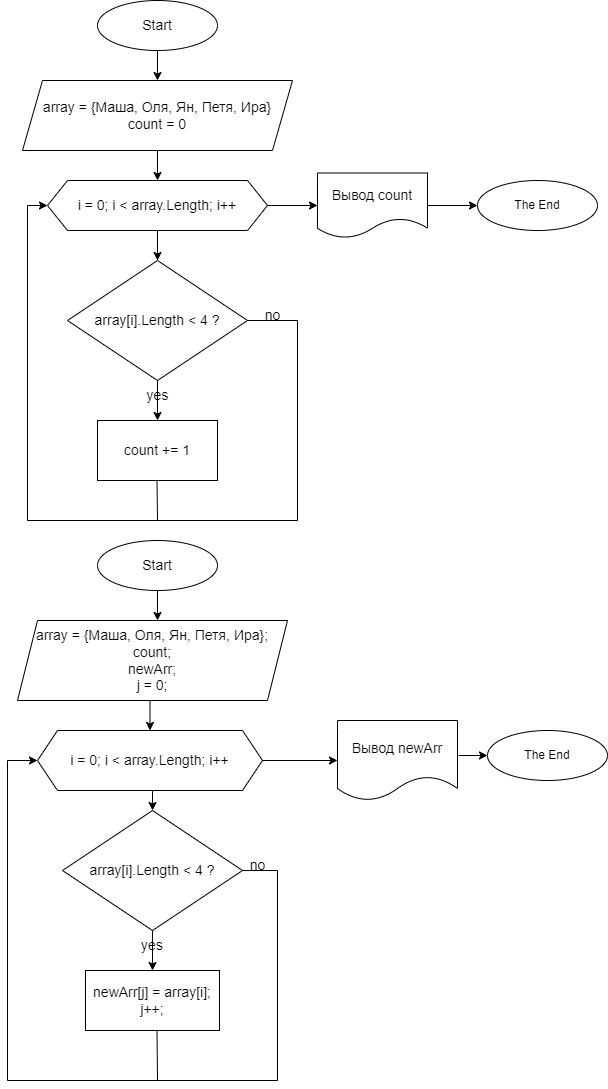 Start
array = {Маша, Оля, Ян, Петя, Ира}
count = 0
i = 0; i < array.Length; i++
Вывод count
The End
array[i].Length < 4 ?
no
yes
count += 1
Start
array = {Маша, Оля, Ян, Петя, Ира};
count;
newArr;
j = 0;
i = 0; i < array.Length; i++
Вывод newArr
The End
array[i].Length < 4 ?
no
yes
newArr[j] = array[i];
j++;